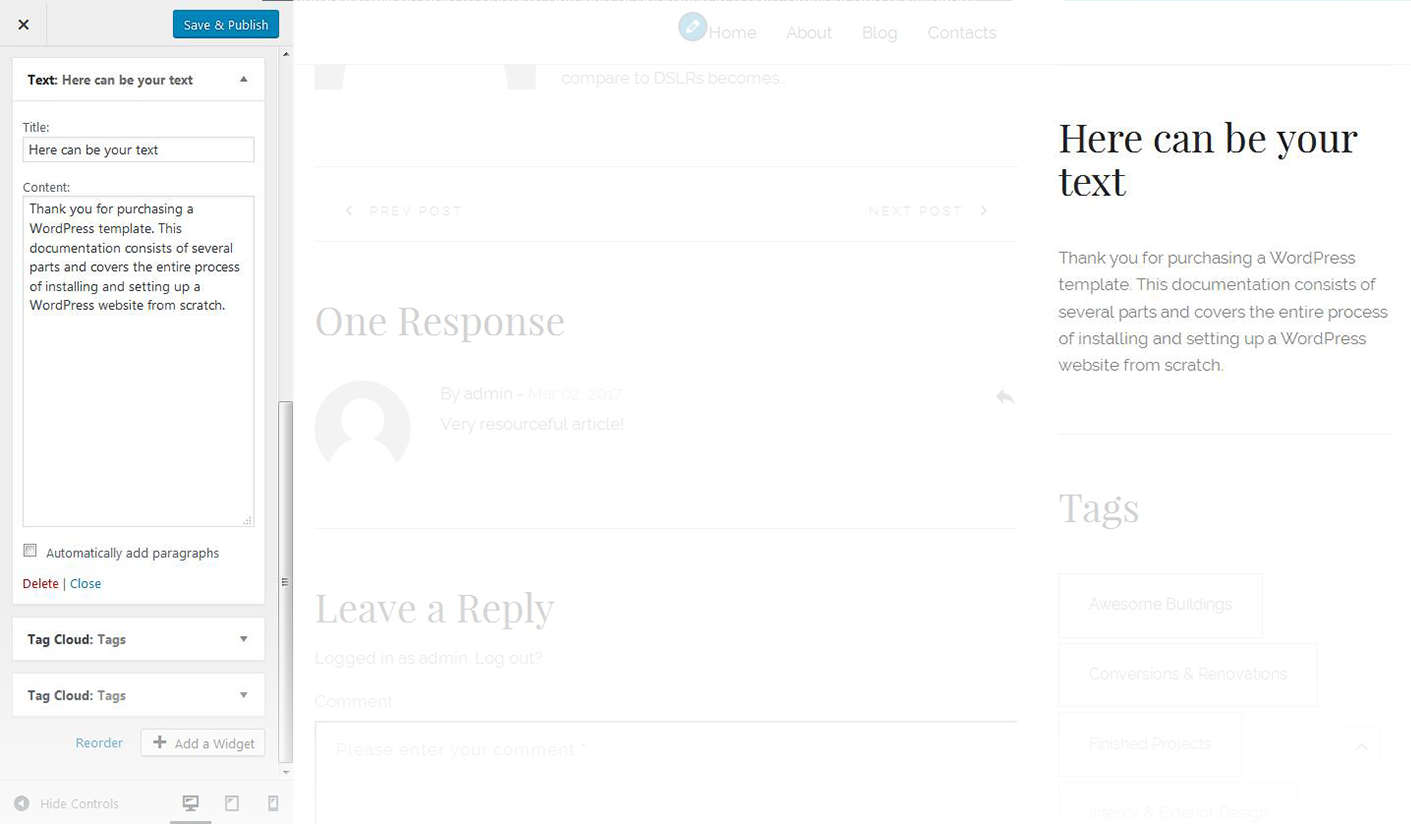 Save & Publish
Text: Here can be your text
Title:
Here can be your text
Content:
Thank you for purchasing a
WordPress template. This
documentation consists of several
parts and covers the entire process
of installing and setting up a
WordPress website from scratch.
Automatically add paragraphs
Delete | Close
Tag Cloud: Tags
Tag Cloud: Tags
Reorder
Add a Widget
Hide Controls
Home About Blog Contacts
compare to DSLRs becomes...
PREV POST
NEXT POST
One Response
By admin - Mar 02, 2017
Very resourceful article!
Leave a Reply
Logged in as admin. Log out?
Comment:
Please enter your comment *
Here can be your
text
Thank you for purchasing a WordPress
template. This documentation consists of
several parts and covers the entire process
of installing and setting up a WordPress
website from scratch.
Tags
Awesome Buildings
Conversions & Renovations
Finished Projects
Interior & Exterior Design